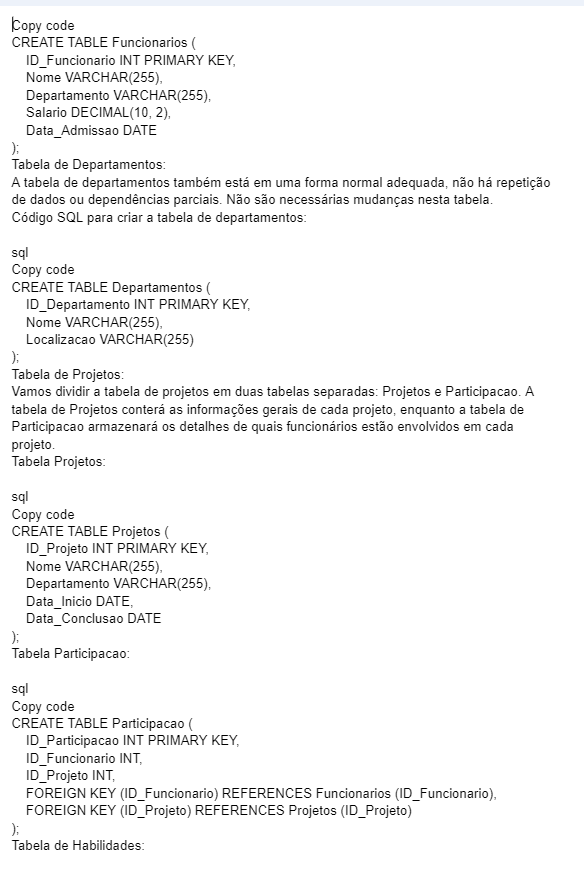 Copy code
CREATE TABLE Funcionarios (
ID_Funcionario INT PRIMARY KEY,
Nome VARCHAR(255),
Departamento VARCHAR(255),
Salario DECIMAL(10, 2),
Data_Admissao DATE
);
Tabela de Departamentos:
A tabela de departamentos também está em uma forma normal adequada, não há repetição
de dados ou dependências parciais. Não são necessárias mudanças nesta tabela.
Código SQL para criar a tabela de departamentos:

sql
Copy code
CREATE TABLE Departamentos (
ID_Departamento INT PRIMARY KEY,
Nome VARCHAR(255),
Localizacao VARCHAR(255)
);
Tabela de Projetos:
Vamos dividir a tabela de projetos em duas tabelas separadas: Projetos e Participacao. A
tabela de Projetos conterá as informações gerais de cada projeto, enquanto a tabela de
Participacao armazenará os detalhes de quais funcionários estão envolvidos em cada
projeto.
Tabela Projetos:

sql
Copy code
CREATE TABLE Projetos (
ID_Projeto INT PRIMARY KEY,
Nome VARCHAR(255),
Departamento VARCHAR(255),
Data_Inicio DATE,
Data_Conclusao DATE
);
Tabela Participacao:

sql
Copy code
CREATE TABLE Participacao (
ID_Participacao INT PRIMARY KEY,
ID_Funcionario INT,
ID_Projeto INT,
FOREIGN KEY (ID_Funcionario) REFERENCES Funcionarios (ID_Funcionario),
FOREIGN KEY (ID_Projeto) REFERENCES Projetos (ID_Projeto)
);
Tabela de Habilidades: